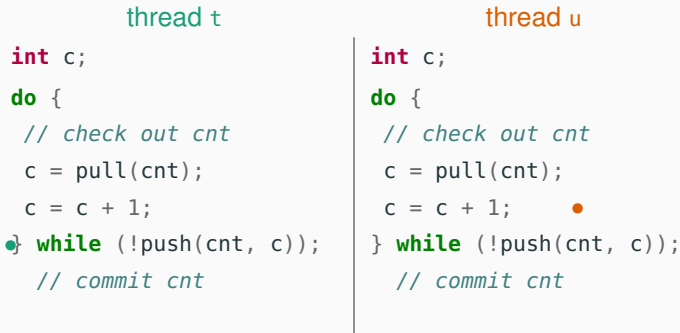 thread t
int c;
do {
// check out cnt
c = pull(cnt);
c = c + 1;
} while (!push(cnt, c));
// commit cnt
thread u
int c;
do {
// check out cnt
c = pull(cnt);
c = c + 1;
} while (!push(cnt, c));
// commit cnt